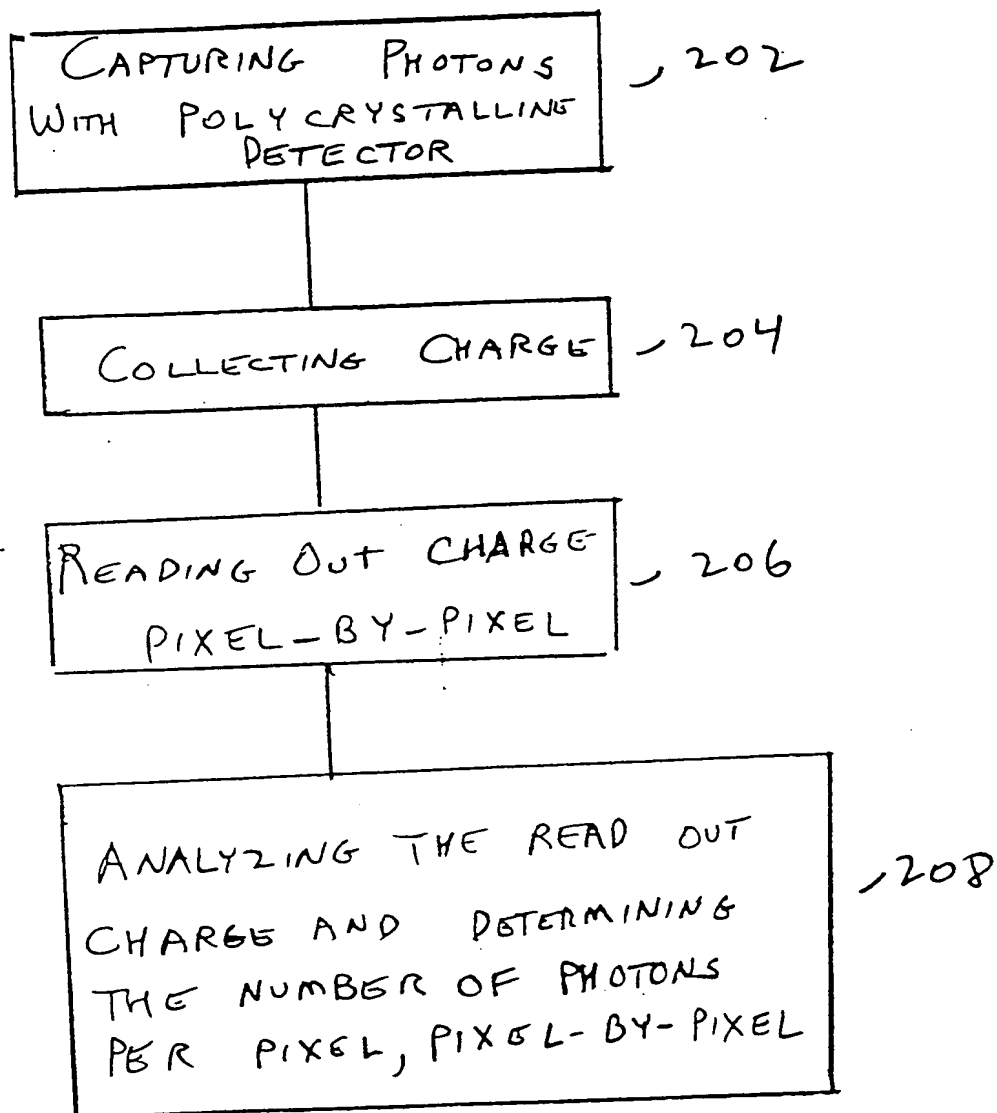 CAPTURING PHOTONS
WITH POLYCRYSTALLING
DETECTOR
202
COLLECTING CHARGE
204
READING OUT CHARGE
PIXEL-BY-PIXEL
206
ANALYZING THE READ OUT
CHARGE AND DETERMINING
THE NUMBER OF PHOTONS
PER PIXEL, PIXEL-BY-PIXEL
208